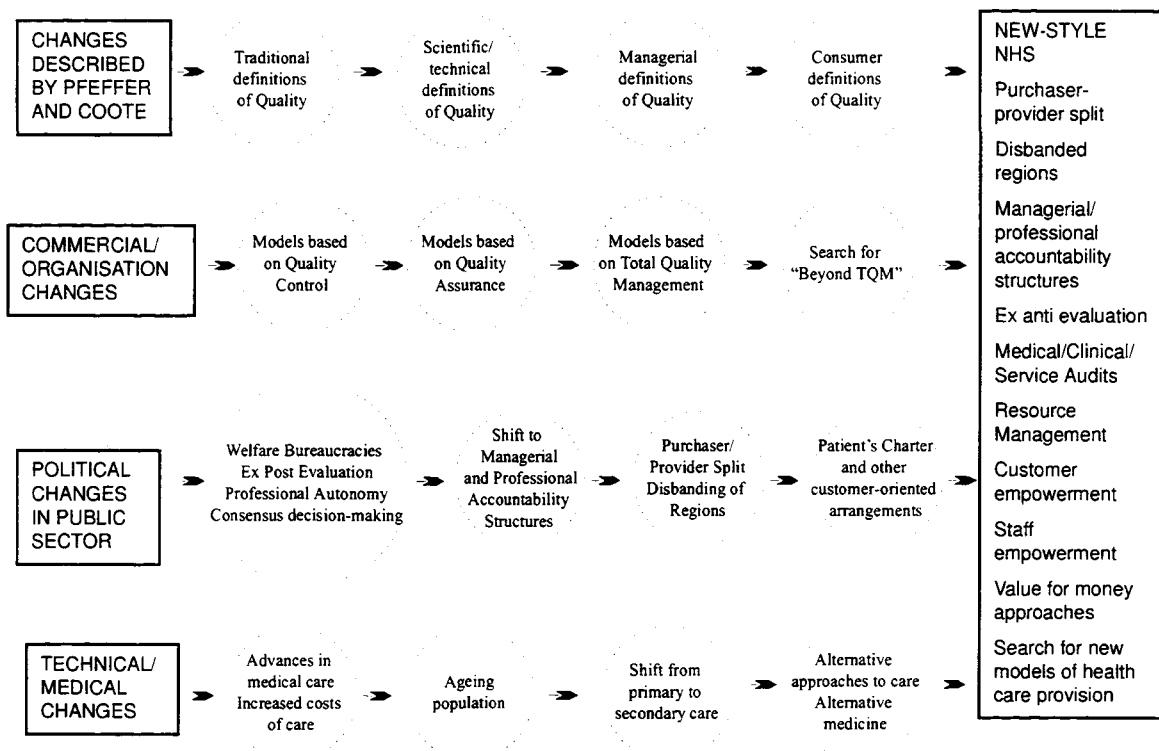 CHANGES
DESCRIBED
BY PFEFFER
AND COOTE
Traditional
definitions
of Quality
Scientific/
technical
definitions
of Quality
Managerial
definitions
of Quality
Consumer
definitions
of Quality
COMMERCIAL/
ORGANISATION
CHANGES
Models based
on Quality
Control
Models based
on Quality
Assurance
Models based
on Total Quality
Management
Search for
“Beyond TQM”
POLITICAL
CHANGES
IN PUBLIC
SECTOR
Welfare Bureaucracies
Ex Post Evaluation
Professional Autonomy
Consensus decision-making
Shift to
Managerial
and Professional
Accountability
Structures
Purchaser/
Provider Split
Disbanding of
Regions
Patient's Charter
and other
customer-oriented
arrangements
TECHNICAL/
MEDICAL
CHANGES
Advances in
medical care
Increased costs
of care
Ageing
population
Shift from
primary to
secondary care
Alternative
approaches to care
Alternative
medicine
NEW-STYLE
NHS
Purchaser-
provider split
Disbanded
regions
Managerial/
professional
accountability
structures
Ex anti evaluation
Medical/Clinical/
Service Audits
Resource
Management
Customer
empowerment
Staff
empowerment
Value for money
approaches
Search for new
models of health
care provision